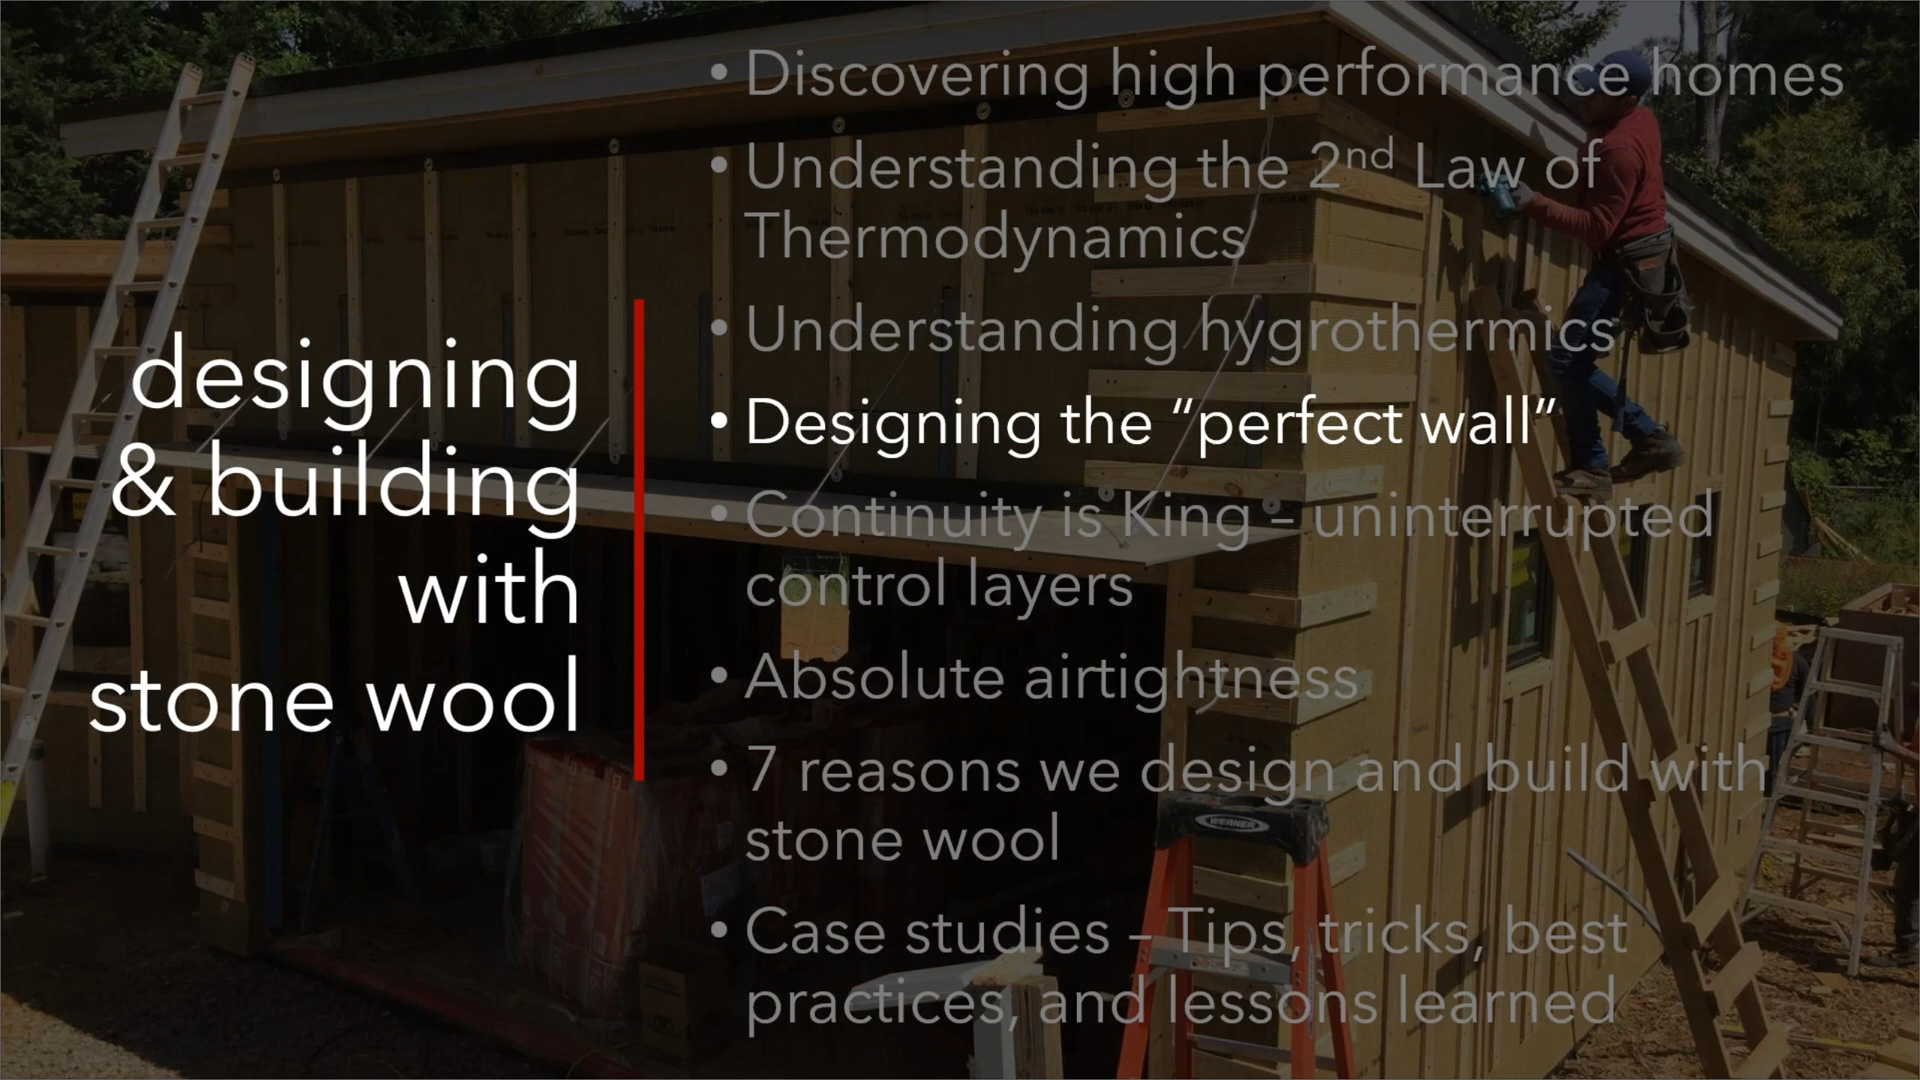 designing
& building
with
stone wool
• Discovering high performance homes
• Understanding the 2nd Law of
Thermodynamics
• Understanding hygrothermics
• Designing the “perfect wall”
• Continuity is King – uninterrupted
control layers
• Absolute airtightness
• 7 reasons we design and build with
stone wool
• Case studies – Tips, tricks, best
practices, and lessons learned
WERNER